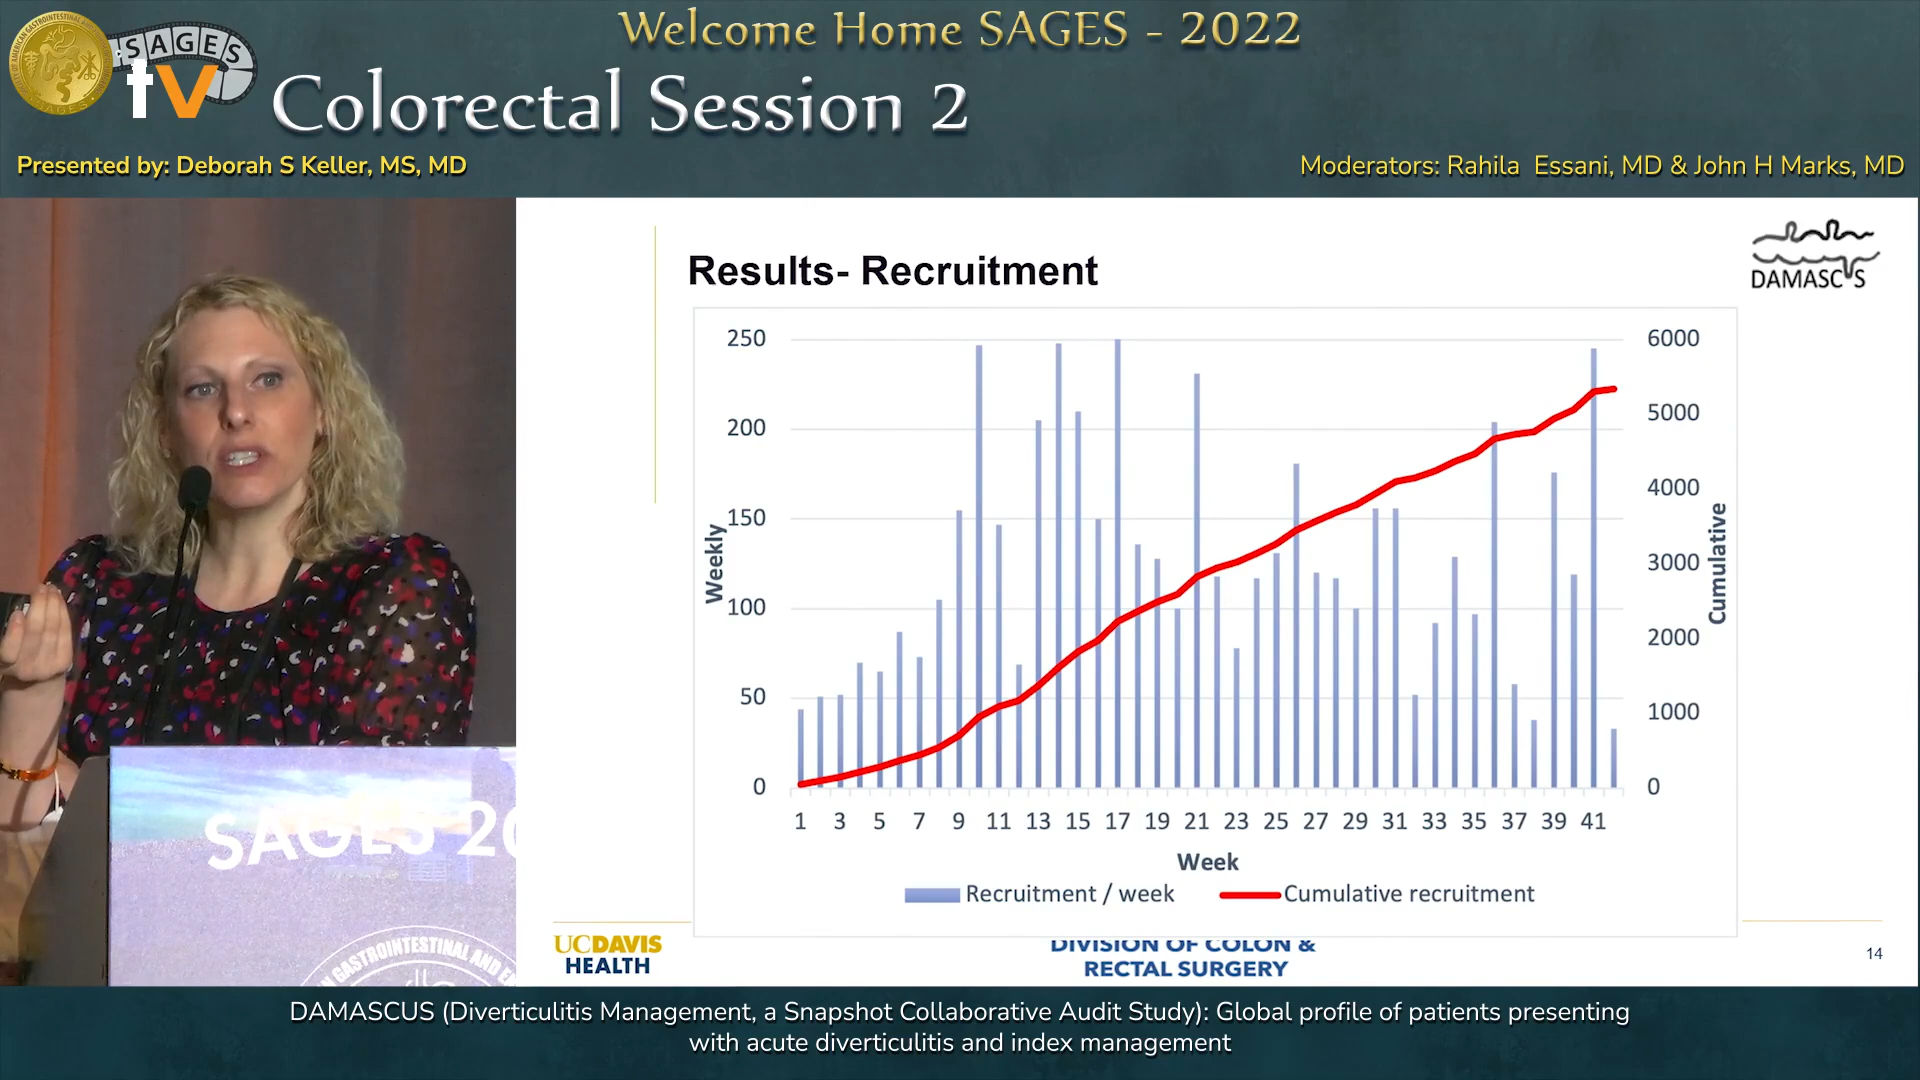 Welcome Home SAGES - 2022
SAGES
tv
Colorectal Session 2
Presented by: Deborah S Keller, MS, MD
Moderators: Rahila Essani, MD & John H Marks, MD
DAMASCUS
Results- Recruitment
250
200
150
100
50
0
Weekly
6000
5000
4000
3000
2000
1000
0
Cumulative
1 3 5 7 9 11 13 15 17 19 21 23 25 27 29 31 33 35 37 39 41
Week
Recruitment / week
Cumulative recruitment
SAGES 20
GASTROINTESTINAL AND
UCDAVIS
HEALTH
DIVISION OF COLON &
RECTAL SURGERY
14
DAMASCUS (Diverticulitis Management, a Snapshot Collaborative Audit Study): Global profile of patients presenting
with acute diverticulitis and index management